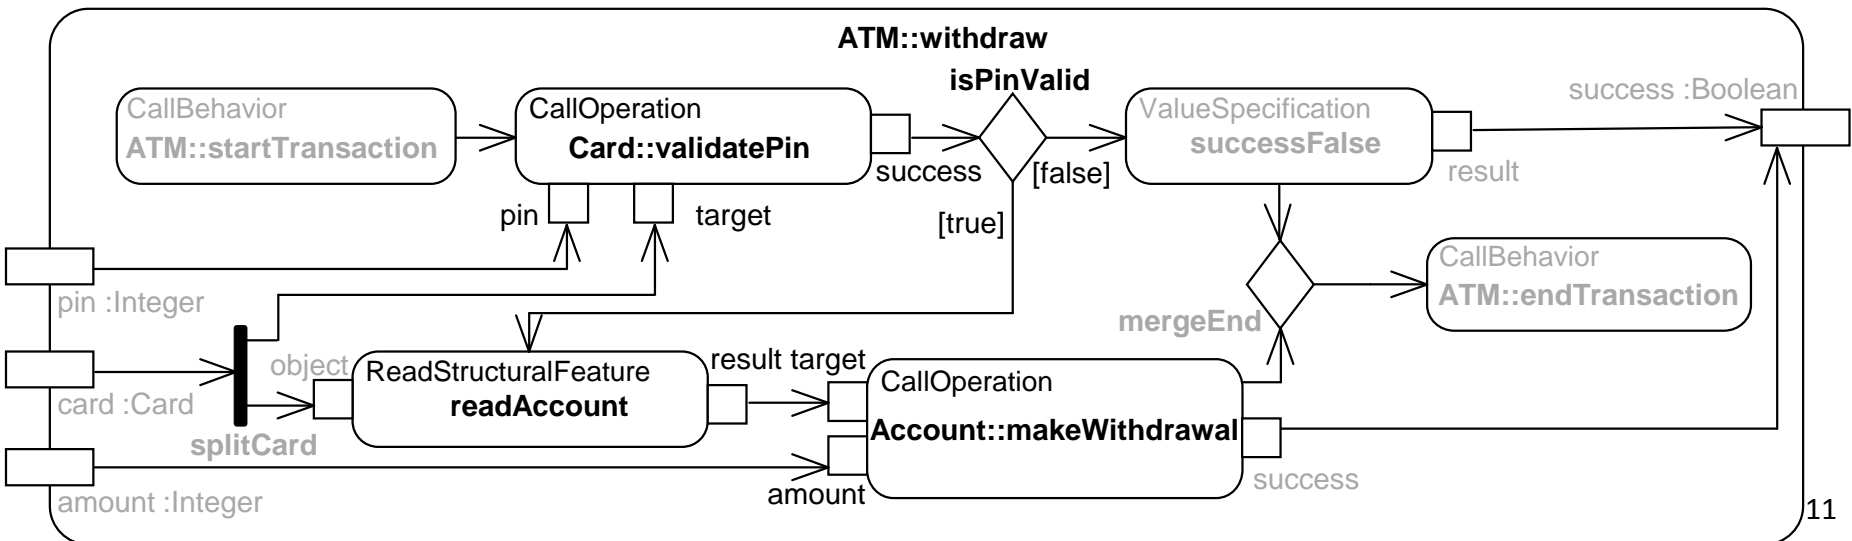 ATM::withdraw
isPinValid
success :Boolean
CallBehavior
ATM::startTransaction
CallOperation
Card::validatePin
success
[false]
ValueSpecification
successFalse
result
pin
target
[true]
pin :Integer
CallBehavior
ATM::endTransaction
mergeEnd
card :Card
splitCard
object
ReadStructuralFeature
readAccount
result target
CallOperation
Account::makeWithdrawal
success
amount :Integer
amount
11